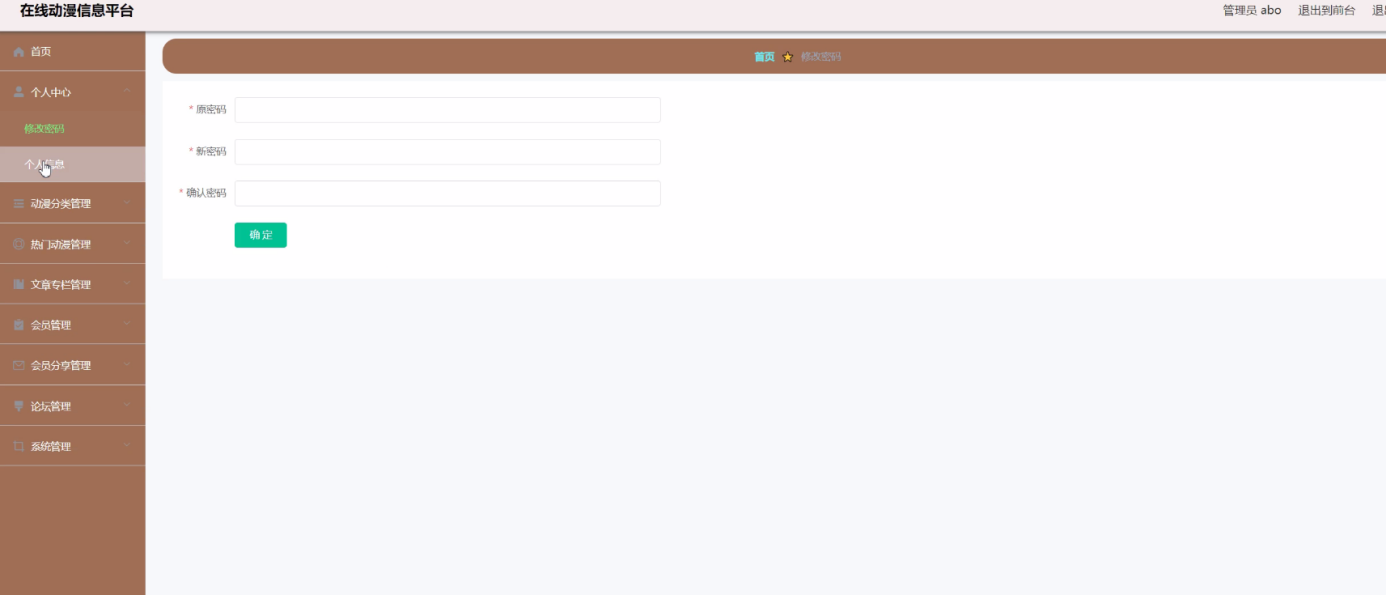 在线动漫信息平台
管理员 abo 退出到前台
首页
个人中心
修改密码
个人信息
动漫分类管理
热门动漫管理
文章专栏管理
会员管理
会员分享管理
论坛管理
系统管理
首页 修改密码
* 原密码
* 新密码
* 确认密码
确定